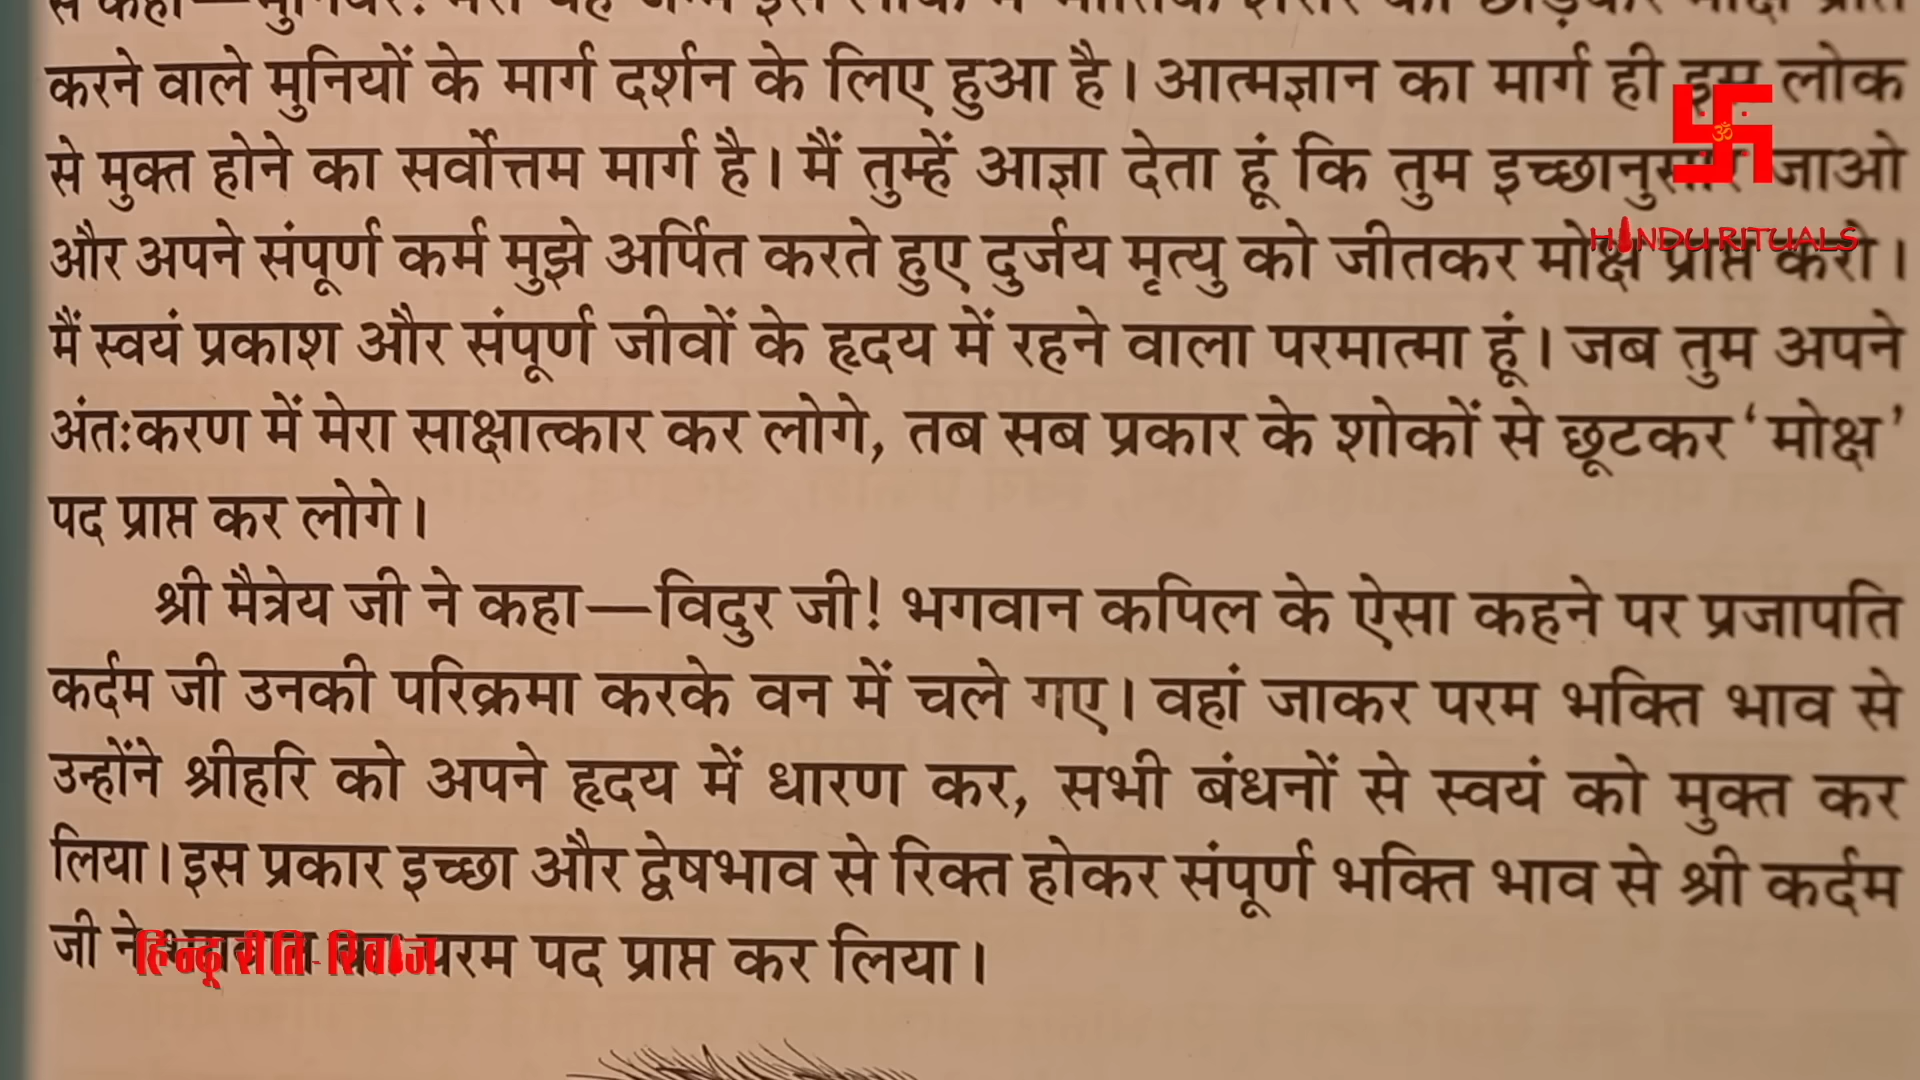 करने वाले मुनियों के मार्ग दर्शन के लिए हुआ है। आत्मज्ञान का मार्ग ही इस लोक
से मुक्त होने का सर्वोत्तम मार्ग है। मैं तुम्हें आज्ञा देता हूं कि तुम इच्छानुसार जाओ
और अपने संपूर्ण कर्म मुझे अर्पित करते हुए दुर्जय मृत्यु को जीतकर मोक्ष प्राप्त करो।
HINDU RITUALS
मैं स्वयं प्रकाश और संपूर्ण जीवों के हृदय में रहने वाला परमात्मा हूं। जब तुम अपने
अंतःकरण में मेरा साक्षात्कार कर लोगे, तब सब प्रकार के शोकों से छूटकर ‘मोक्ष’
पद प्राप्त कर लोगे।
श्री मैत्रेय जी ने कहा—विदुर जी! भगवान कपिल के ऐसा कहने पर प्रजापति
कर्दम जी उनकी परिक्रमा करके वन में चले गए। वहां जाकर परम भक्ति भाव से
उन्होंने श्रीहरि को अपने हृदय में धारण कर, सभी बंधनों से स्वयं को मुक्त कर
लिया। इस प्रकार इच्छा और द्वेषभाव से रिक्त होकर संपूर्ण भक्ति भाव से श्री कर्दम
जी ने परम पद प्राप्त कर लिया।
हिन्दू रीति-रिवाज